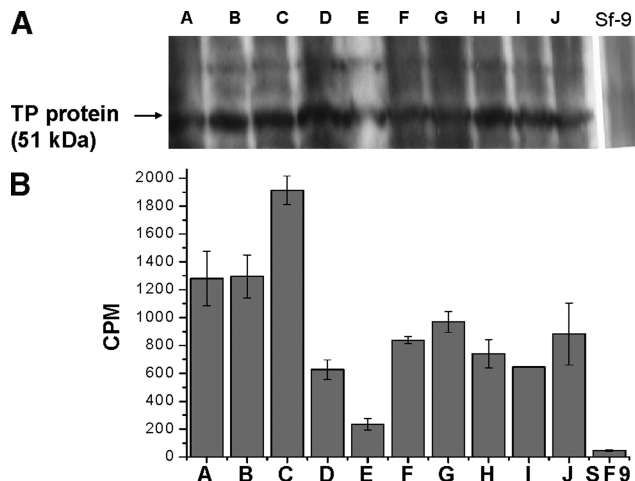 A
A B C D E F G H I J Sf-9
TP protein
(51 kDa)
B
2000
1800
1600
1400
1200
1000
800
600
400
200
0
CPM
A B C D E F G H I J SF9